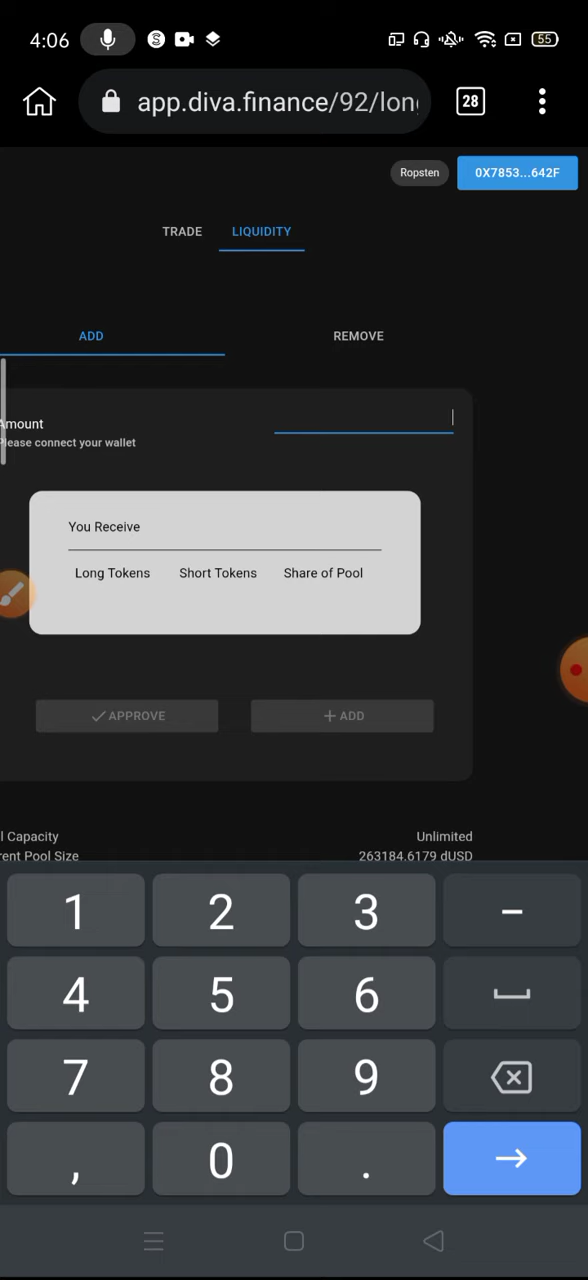 4:06
55
app.diva.finance/92/lon
28
Ropsten
0X7853...642F
TRADE
LIQUIDITY
ADD
REMOVE
Amount
Please connect your wallet
You Receive
Long Tokens Short Tokens Share of Pool
APPROVE
ADD
l Capacity
Unlimited
rent Pool Size
263184.6179 dUSD
1 2 3 -
4 5 6
7 8 9
, 0 .